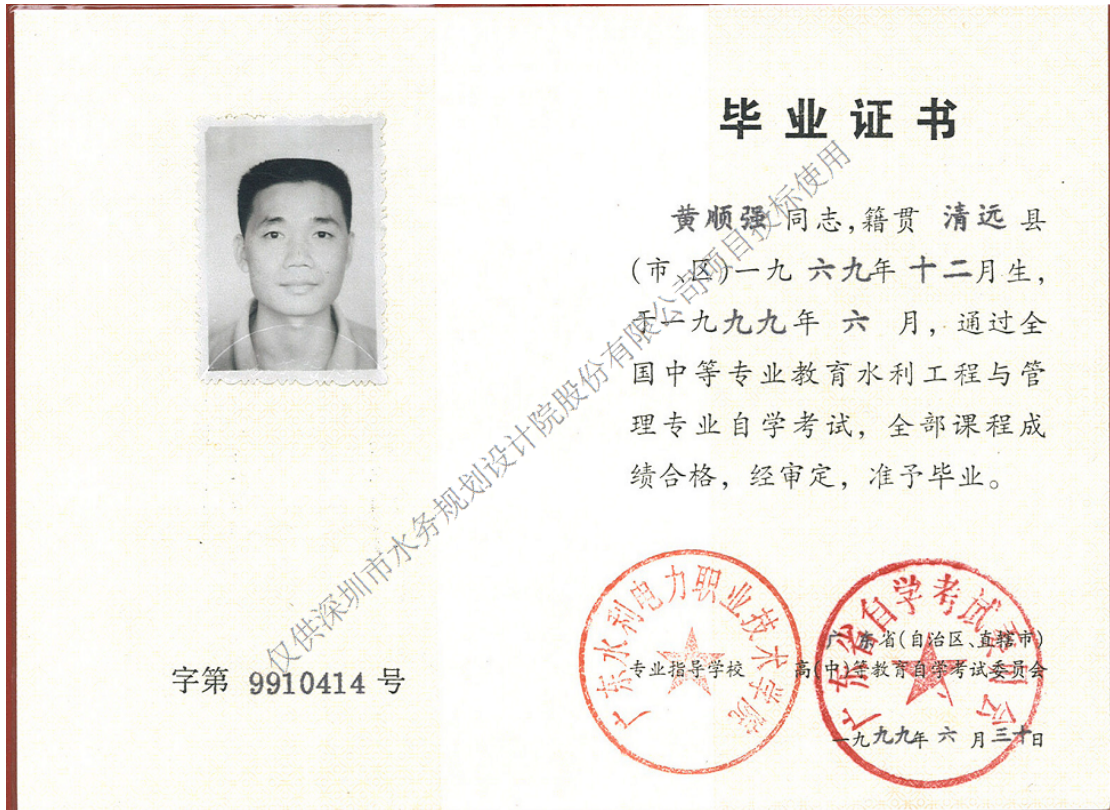 毕业证书
黄顺强同志,籍贯 清远县
(市、区)一九六九年十二月生,
于一九九九年 六 月，通过全
国中等专业教育水利工程与管
理专业自学考试，全部课程成
绩合格，经审定，准予毕业。
广东水利电力职业技术学院
专业指导学校
广东省自学考试委员会
广东省(自治区、直辖市)
高(中)等教育自学考试委员会
一九九九年 六 月三十日
字第 9910414 号
仅供深圳市水务规划设计院股份有限公司项目投标使用